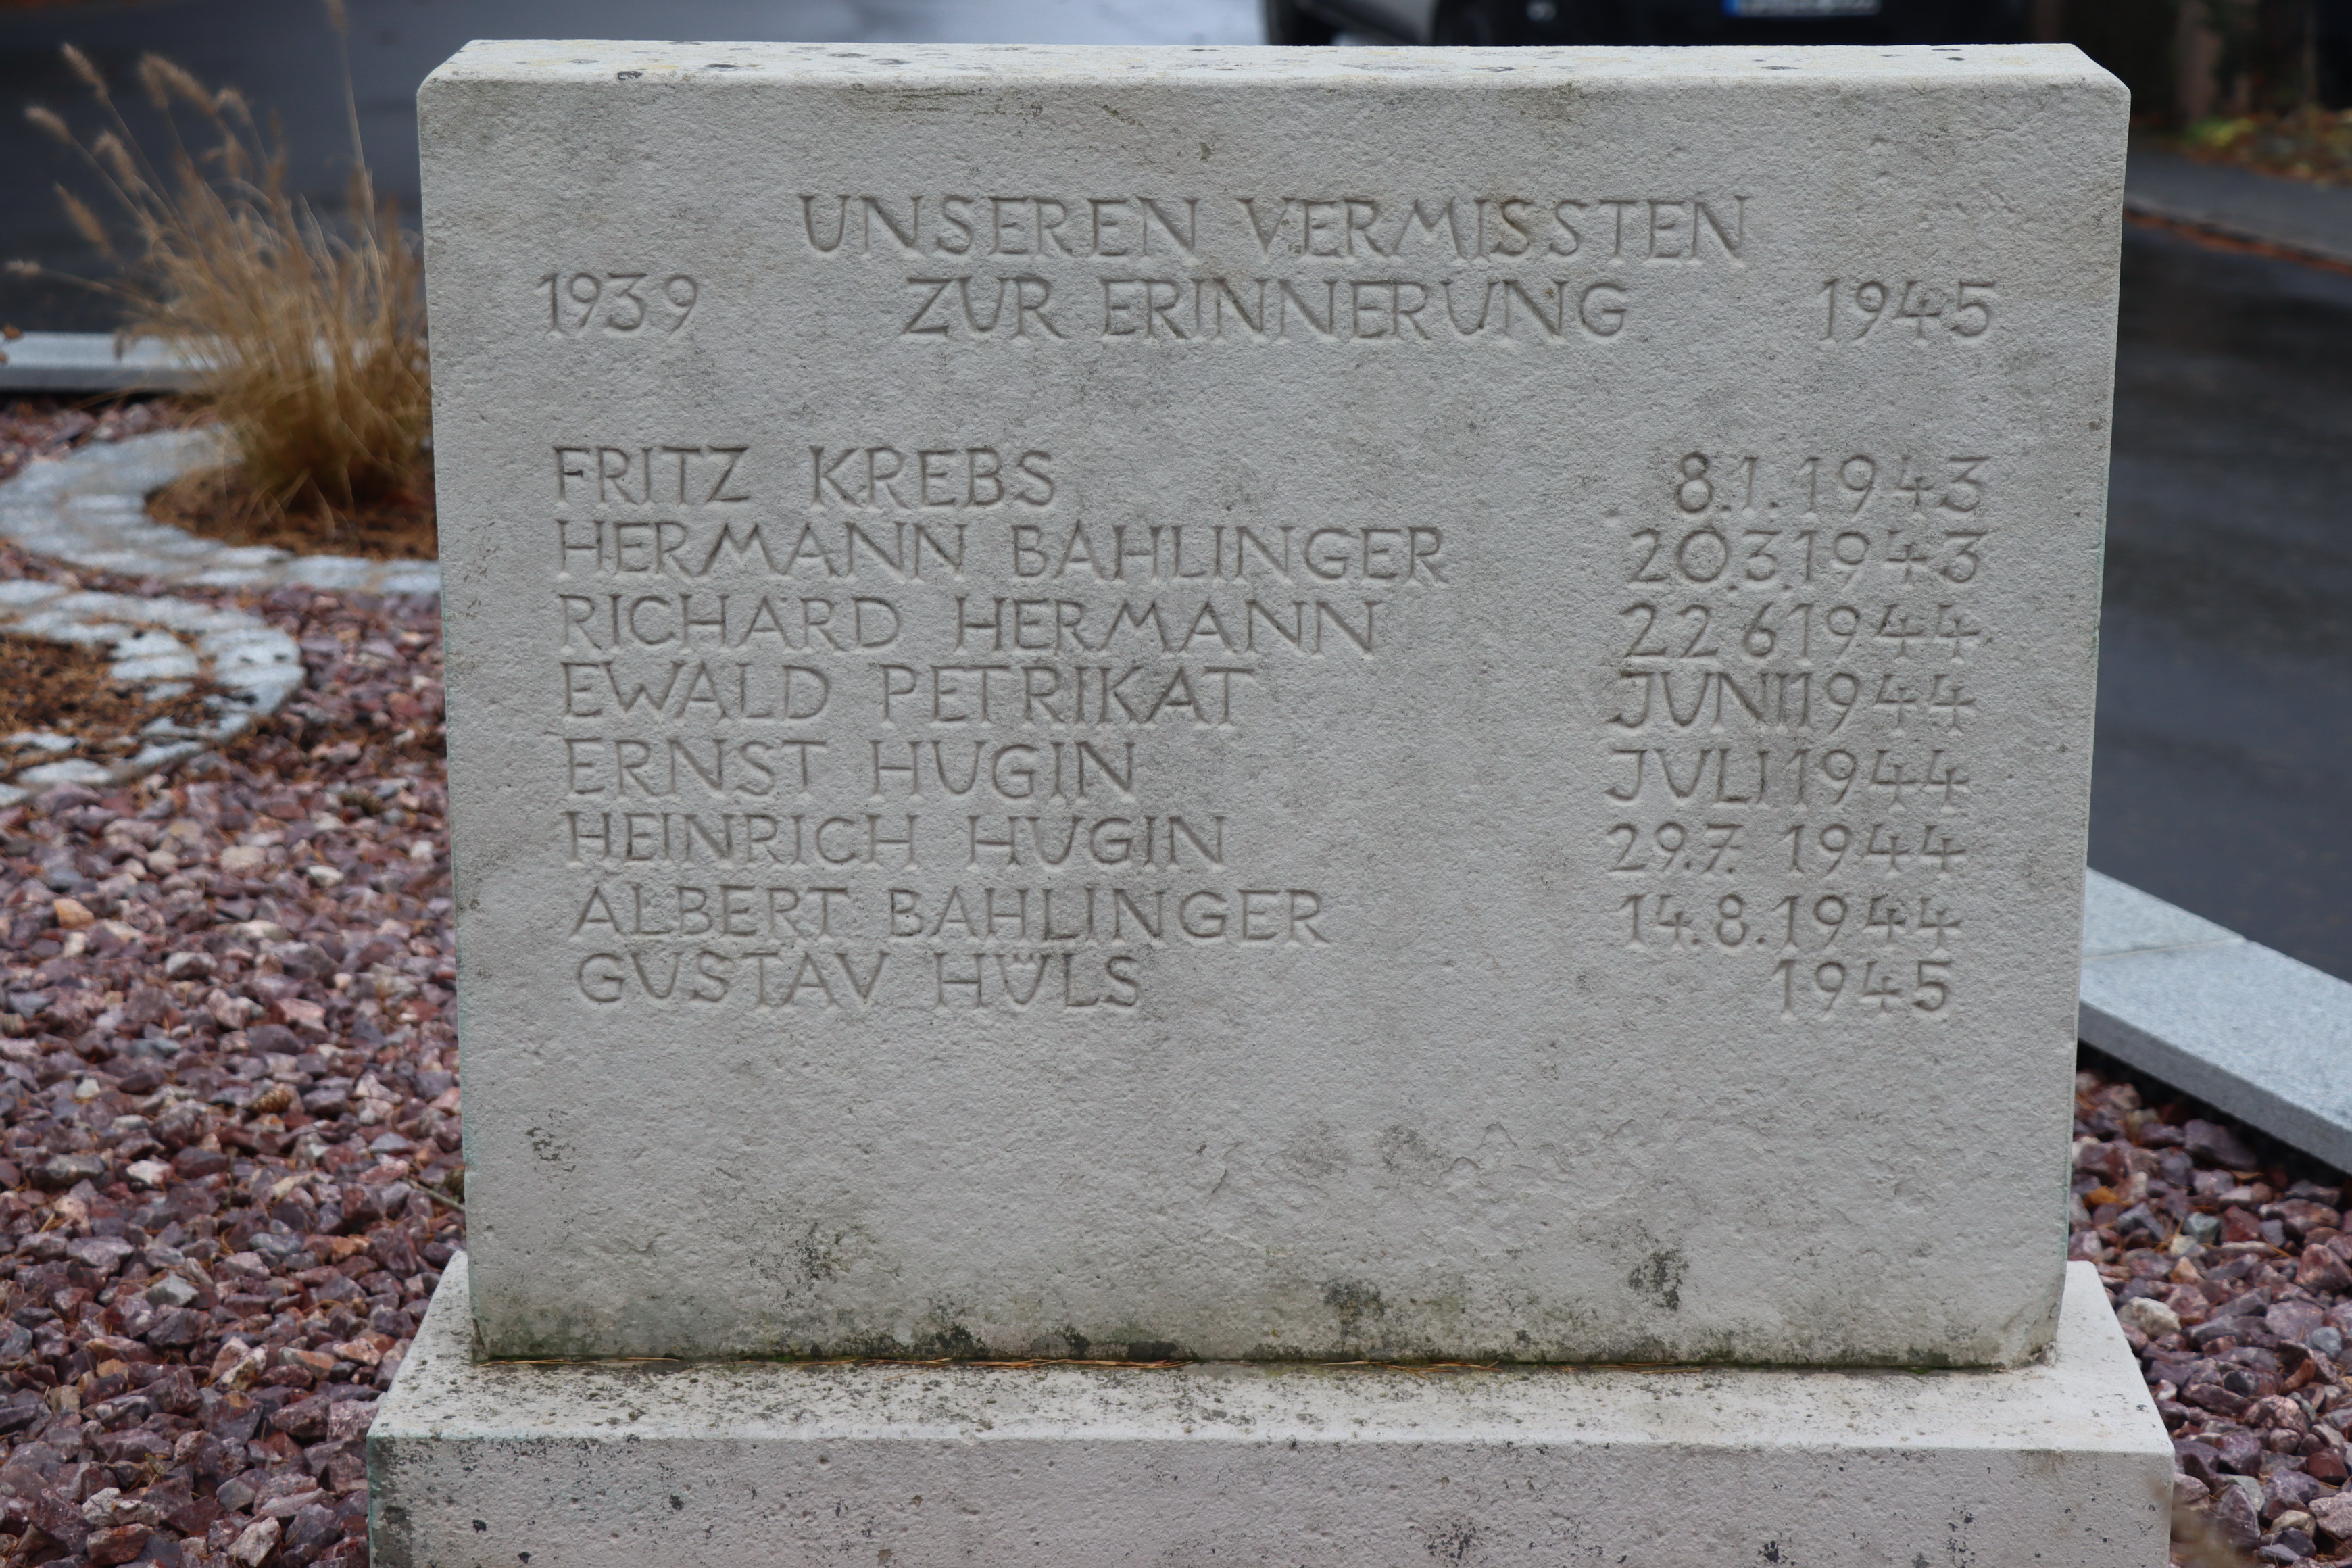 UNSEREN VERMISSTEN
1939 ZUR ERINNERUNG 1945
FRITZ KREBS 8.1.1943
HERMANN BAHLINGER 20.3.1943
RICHARD HERMANN 22.6.1944
EWALD PETRIKAT JUNI 1944
ERNST HUGIN JULI 1944
HEINRICH HUGIN 29.7. 1944
ALBERT BAHLINGER 14.8.1944
GUSTAV HÜLS 1945